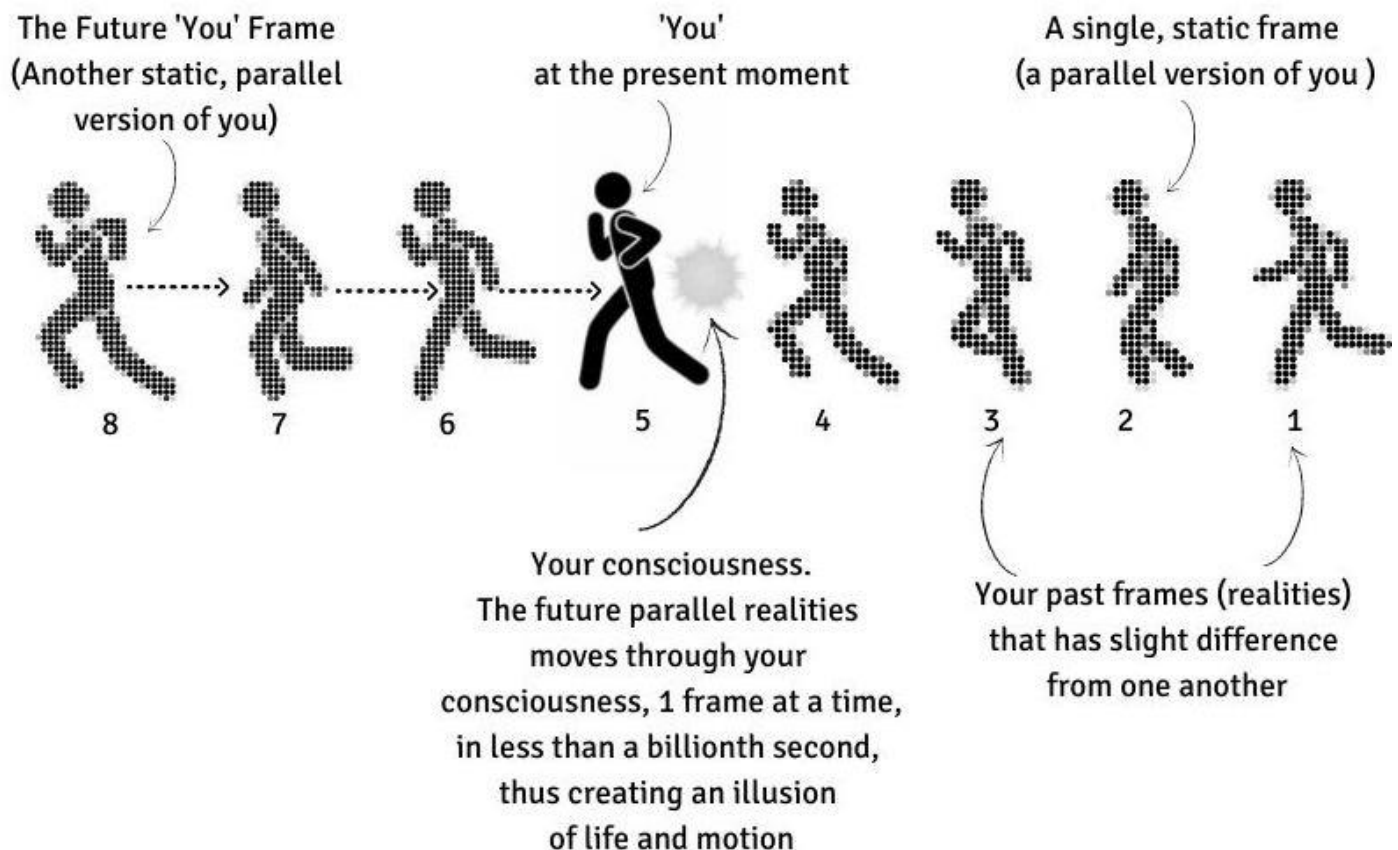 The Future 'You' Frame
(Another static, parallel
version of you)
'You'
at the present moment
A single, static frame
(a parallel version of you )
8
7
6
5
4
3
2
1
Your consciousness.
The future parallel realities
moves through your
consciousness, 1 frame at a time,
in less than a billionth second,
thus creating an illusion
of life and motion
Your past frames (realities)
that has slight difference
from one another